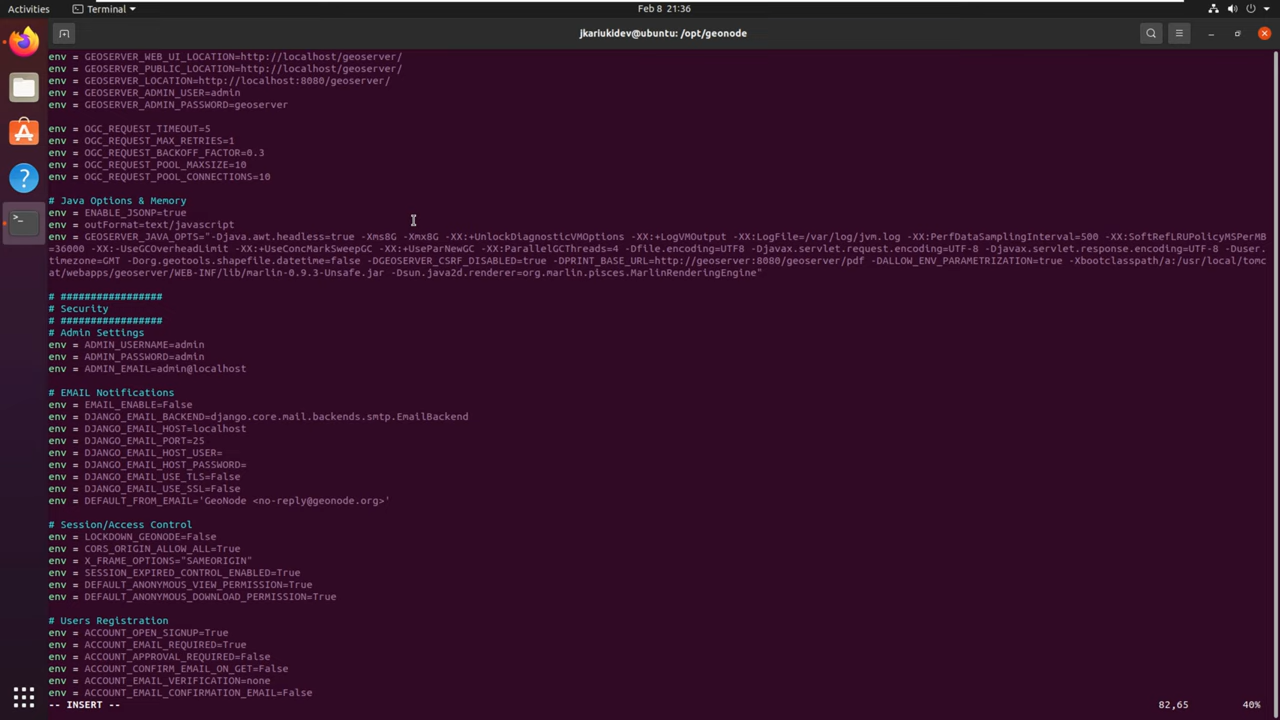 Activities
Terminal
Feb 8 21:36
jkariukidev@ubuntu: /opt/geonode
env = GEOSERVER_WEB_UI_LOCATION=http://localhost/geoserver/
env = GEOSERVER_PUBLIC_LOCATION=http://localhost/geoserver/
env = GEOSERVER_LOCATION=http://localhost:8080/geoserver/
env = GEOSERVER_ADMIN_USER=admin
env = GEOSERVER_ADMIN_PASSWORD=geoserver
env = OGC_REQUEST_TIMEOUT=5
env = OGC_REQUEST_MAX_RETRIES=1
env = OGC_REQUEST_BACKOFF_FACTOR=0.3
env = OGC_REQUEST_POOL_MAXSIZE=10
env = OGC_REQUEST_POOL_CONNECTIONS=10
# Java Options & Memory
env = ENABLE_JSONP=true
env = outFormat=text/javascript
env = GEOSERVER_JAVA_OPTS="-Djava.awt.headless=true -Xms8G -Xmx8G -XX:+UnlockDiagnosticVMOptions -XX:+LogVMOutput -XX:LogFile=/var/log/jvm.log -XX:PerfDataSamplingInterval=500 -XX:SoftRefLRUPolicyMSPerMB
=36000 -XX:-UseGCOverheadLimit -XX:+UseConcMarkSweepGC -XX:+UseParNewGC -XX:ParallelGCThreads=4 -Dfile.encoding=UTF8 -Djavax.servlet.request.encoding=UTF-8 -Djavax.servlet.response.encoding=UTF-8 -Duser.
timezone=GMT -Dorg.geotools.shapefile.datetime=false -DGEOSERVER_CSRF_DISABLED=true -DPRINT_BASE_URL=http://geoserver:8080/geoserver/pdf -DALLOW_ENV_PARAMETRIZATION=true -Xbootclasspath/a:/usr/local/tomc
at/webapps/geoserver/WEB-INF/lib/marlin-0.9.3-Unsafe.jar -Dsun.java2d.renderer=org.marlin.pisces.MarlinRenderingEngine"
# #################
# Security
# #################
# Admin Settings
env = ADMIN_USERNAME=admin
env = ADMIN_PASSWORD=admin
env = ADMIN_EMAIL=admin@localhost
# EMAIL Notifications
env = EMAIL_ENABLE=False
env = DJANGO_EMAIL_BACKEND=django.core.mail.backends.smtp.EmailBackend
env = DJANGO_EMAIL_HOST=localhost
env = DJANGO_EMAIL_PORT=25
env = DJANGO_EMAIL_HOST_USER=
env = DJANGO_EMAIL_HOST_PASSWORD=
env = DJANGO_EMAIL_USE_TLS=False
env = DJANGO_EMAIL_USE_SSL=False
env = DEFAULT_FROM_EMAIL='GeoNode <no-reply@geonode.org>'
# Session/Access Control
env = LOCKDOWN_GEONODE=False
env = CORS_ORIGIN_ALLOW_ALL=True
env = X_FRAME_OPTIONS="SAMEORIGIN"
env = SESSION_EXPIRED_CONTROL_ENABLED=True
env = DEFAULT_ANONYMOUS_VIEW_PERMISSION=True
env = DEFAULT_ANONYMOUS_DOWNLOAD_PERMISSION=True
# Users Registration
env = ACCOUNT_OPEN_SIGNUP=True
env = ACCOUNT_EMAIL_REQUIRED=True
env = ACCOUNT_APPROVAL_REQUIRED=False
env = ACCOUNT_CONFIRM_EMAIL_ON_GET=False
env = ACCOUNT_EMAIL_VERIFICATION=none
env = ACCOUNT_EMAIL_CONFIRMATION_EMAIL=False
-- INSERT --
82,65
40%